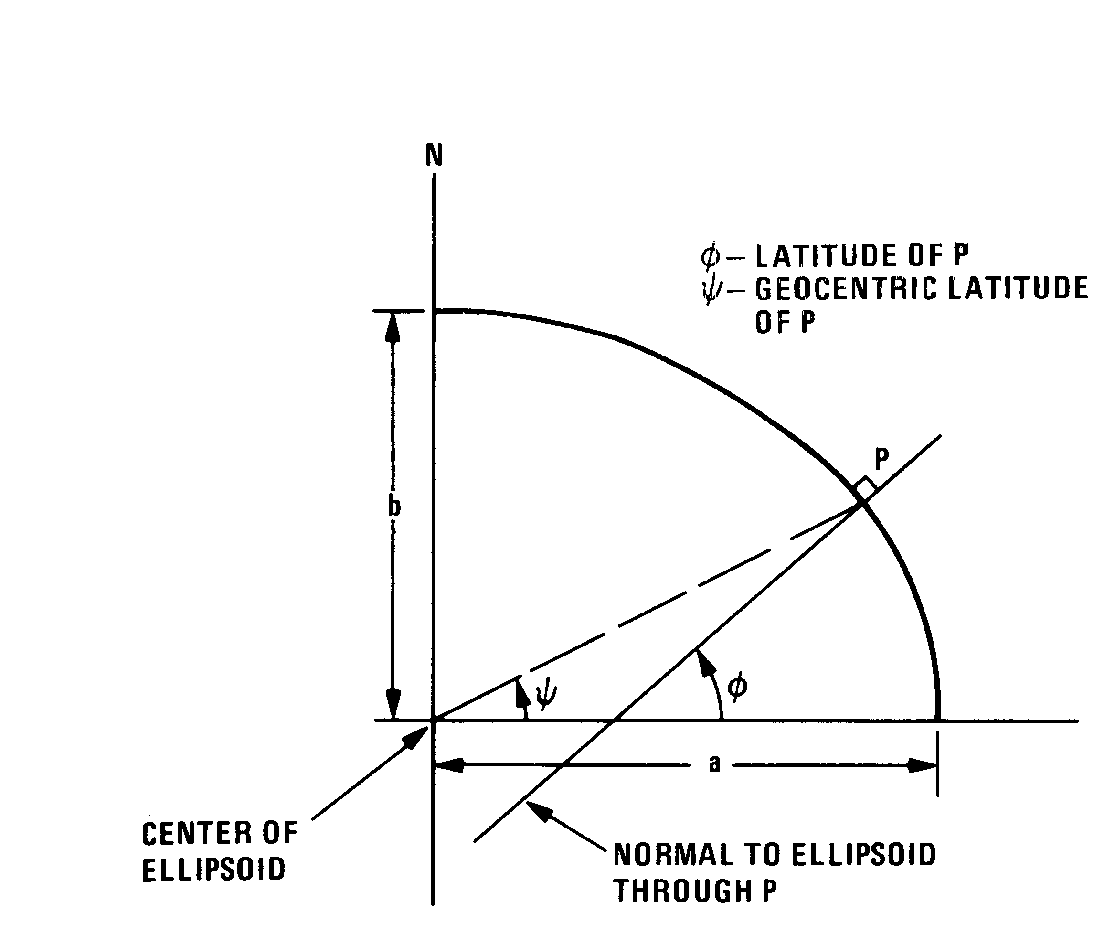 N
ϕ – LATITUDE OF P
ψ – GEOCENTRIC LATITUDE
OF P
P
b
ψ
ϕ
a
CENTER OF
ELLIPSOID
NORMAL TO ELLIPSOID
THROUGH P